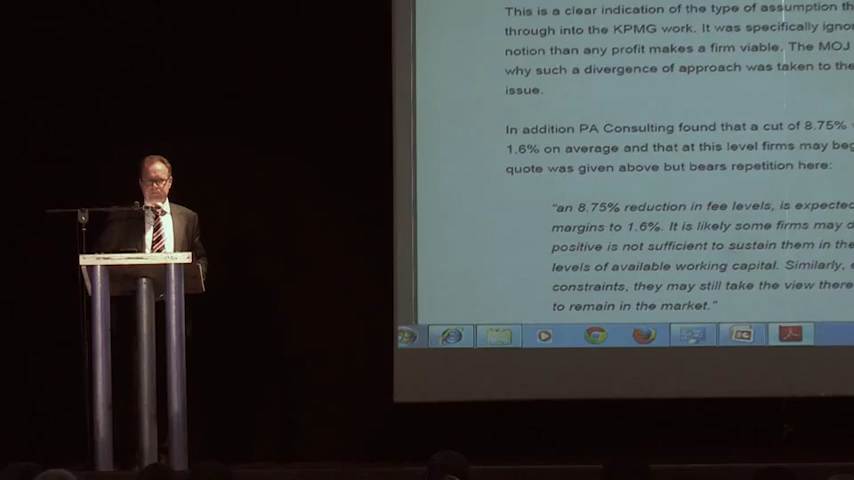 This is a clear indication of the type of assumption
through into the KPMG work. It was specifically
notion than any profit makes a firm viable. The MOJ
why such a divergence of approach was taken to the
issue.
In addition PA Consulting found that a cut of 8.75%
1.6% on average and that at this level firms may
quote was given above but bears repetition here:
"an 8.75% reduction in fee levels, is expected
margins to 1.6%. It is likely some firms may
positive is not sufficient to sustain them in the
levels of available working capital. Similarly,
constraints, they may still take the view there
to remain in the market."